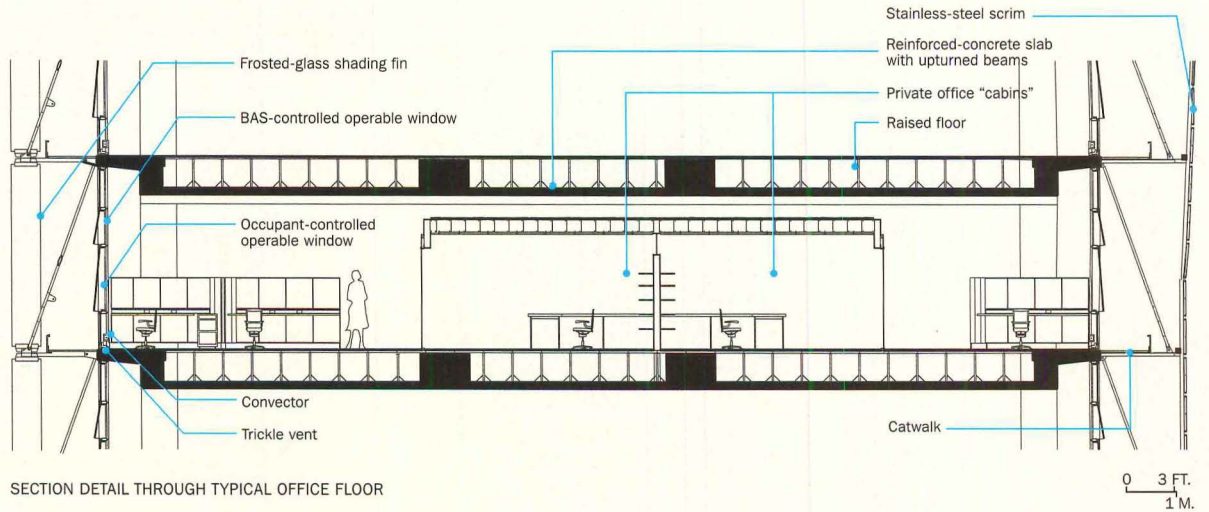 Stainless-steel scrim
Reinforced-concrete slab
with upturned beams
Frosted-glass shading fin
Private office “cabins”
BAS-controlled operable window
Raised floor
Occupant-controlled
operable window
Convector
Trickle vent
Catwalk
SECTION DETAIL THROUGH TYPICAL OFFICE FLOOR
0 3 FT.
1 M.